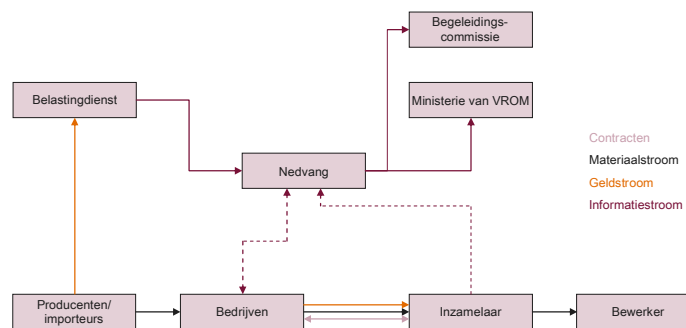 Begeleidings-
commissie
Belastingdienst
Ministerie van VROM
Contracten
Materiaalstroom
Geldstroom
Informatiestroom
Nedvang
Producenten/
importeurs
Bedrijven
Inzamelaar
Bewerker